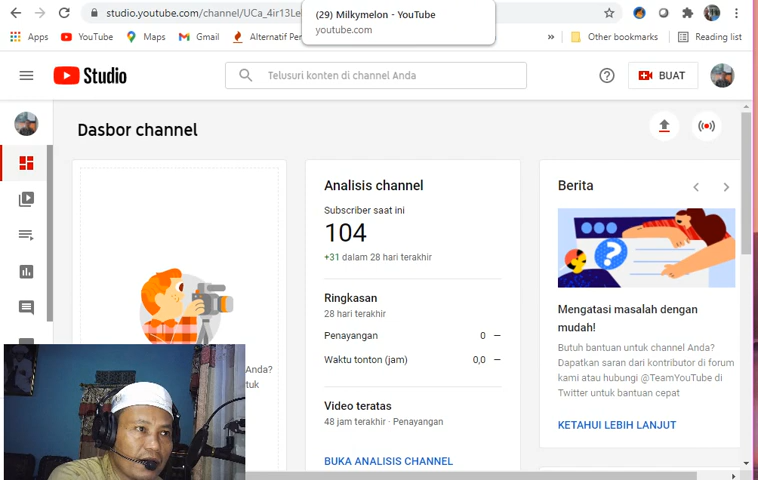 studio.youtube.com/channel/UCa_4ir13Le
(29) Milkymelon - YouTube
youtube.com
Apps
YouTube
Maps
Gmail
Alternatif Per
»
Other bookmarks
Reading list
Studio
Telusuri konten di channel Anda
BUAT
Dasbor channel
Anda?
tuk
Analisis channel
Subscriber saat ini
104
+31 dalam 28 hari terakhir
Ringkasan
28 hari terakhir
Penayangan 0 —
Waktu tonton (jam) 0,0 —
Video teratas
48 jam terakhir · Penayangan
BUKA ANALISIS CHANNEL
Berita
Mengatasi masalah dengan
mudah!
Butuh bantuan untuk channel Anda?
Dapatkan saran dari kontributor di forum
kami atau hubungi @TeamYouTube di
Twitter untuk bantuan cepat
KETAHUI LEBIH LANJUT